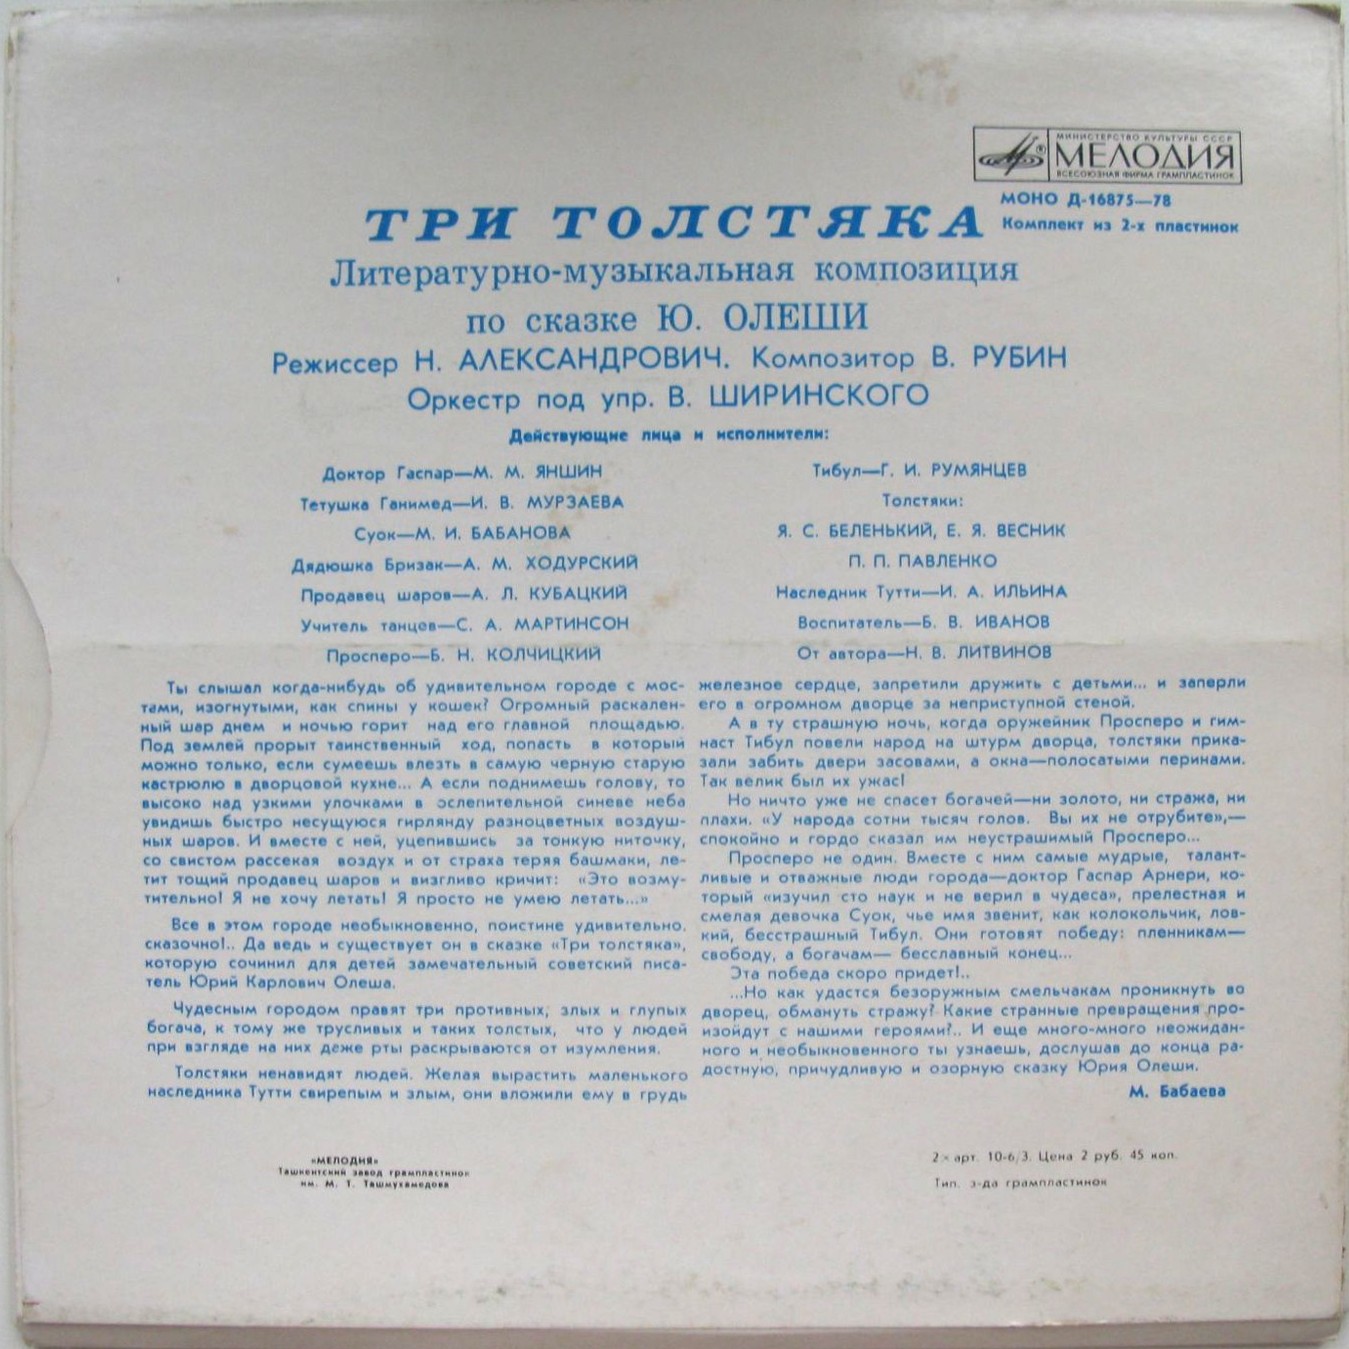 МИНИСТЕРСТВО КУЛЬТУРЫ СССР
МЕЛОДИЯ
ВСЕСОЮЗНАЯ ФИРМА ГРАМПЛАСТИНОК
МОНО Д-16875—78
Комплект из 2-х пластинок
ТРИ ТОЛСТЯКА
Литературно-музыкальная композиция
по сказке Ю. ОЛЕШИ
Режиссер Н. АЛЕКСАНДРОВИЧ. Композитор В. РУБИН
Оркестр под упр. В. ШИРИНСКОГО
Действующие лица и исполнители:
Доктор Гаспар—М. М. ЯНШИН
Тетушка Ганимед—И. В. МУРЗАЕВА
Суок—М. И. БАБАНОВА
Дядюшка Бризак—А. М. ХОДУРСКИЙ
Продавец шаров—А. Л. КУБАЦКИЙ
Учитель танцев—С. А. МАРТИНСОН
Просперо—Б. Н. КОЛЧИЦКИЙ
Тибул—Г. И. РУМЯНЦЕВ
Толстяки:
Я. С. БЕЛЕНЬКИЙ, Е. Я. ВЕСНИК
П. П. ПАВЛЕНКО
Наследник Тутти—И. А. ИЛЬИНА
Воспитатель—Б. В. ИВАНОВ
От автора—Н. В. ЛИТВИНОВ
Ты слышал когда-нибудь об удивительном городе с мос-
тами, изогнутыми, как спины у кошек? Огромный раскален-
ный шар днем и ночью горит над его главной площадью.
Под землей прорыт таинственный ход, попасть в который
можно только, если сумеешь влезть в самую черную старую
кастрюлю в дворцовой кухне... А если поднимешь голову, то
высоко над узкими улочками в ослепительной синеве неба
увидишь быстро несущуюся гирлянду разноцветных воздуш-
ных шаров. И вместе с ней, уцепившись за тонкую ниточку,
со свистом рассекая воздух и от страха теряя башмаки, ле-
тит тощий продавец шаров и визгливо кричит: «Это возму-
тительно! Я не хочу летать! Я просто не умею летать...»
Все в этом городе необыкновенно, поистине удивительно,
сказочно!.. Да ведь и существует он в сказке «Три толстяка»,
которую сочинил для детей замечательный советский писа-
тель Юрий Карлович Олеша.
Чудесным городом правят три противных, злых и глупых
богача, к тому же трусливых и таких толстых, что у людей
при взгляде на них даже рты раскрываются от изумления.
Толстяки ненавидят людей. Желая вырастить маленького
наследника Тутти свирепым и злым, они вложили ему в грудь
железное сердце, запретили дружить с детьми... и заперли
его в огромном дворце за неприступной стеной.
А в ту страшную ночь, когда оружейник Просперо и гим-
наст Тибул повели народ на штурм дворца, толстяки прика-
зали забить двери засовами, а окна—полосатыми перинами.
Так велик был их ужас!
Но ничто уже не спасет богачей—ни золото, ни стража, ни
плахи. «У народа сотни тысяч голов. Вы их не отрубите»,—
спокойно и гордо сказал им неустрашимый Просперо...
Просперо не один. Вместе с ним самые мудрые, талант-
ливые и отважные люди города—доктор Гаспар Арнери, ко-
торый «изучил сто наук и не верил в чудеса», прелестная и
смелая девочка Суок, чье имя звенит, как колокольчик, лов-
кий, бесстрашный Тибул. Они готовят победу: пленникам—
свободу, а богачам— бесславный конец...
Эта победа скоро придет!..
...Но как удастся безоружным смельчакам проникнуть во
дворец, обмануть стражу? Какие странные превращения про-
изойдут с нашими героями?.. И еще много-много неожидан-
ного и необыкновенного ты узнаешь, дослушав до конца ра-
достную, причудливую и озорную сказку Юрия Олеши.
М. Бабаева
«МЕЛОДИЯ»
Ташкентский завод грампластинок
им. М. Т. Ташмухамедова
2 × арт. 10-6/3. Цена 2 руб. 45 коп.
Тип. з-да грампластинок